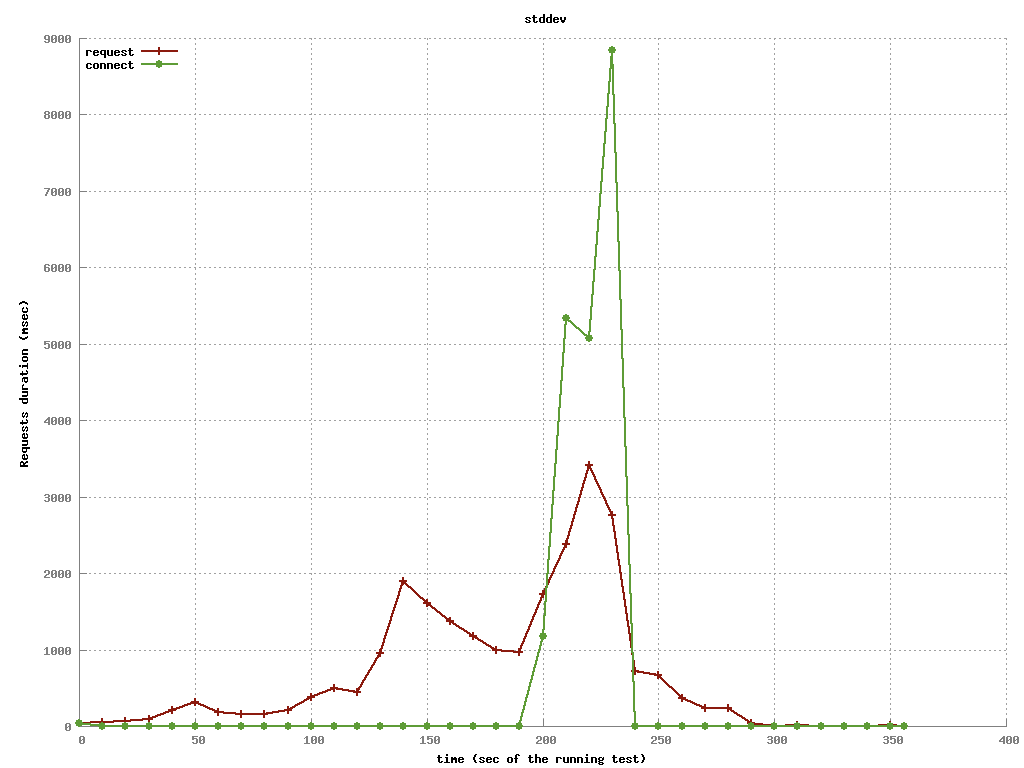 stddev
request
connect
9000
8000
7000
6000
5000
4000
3000
2000
1000
0
Requests duration (msec)
0 50 100 150 200 250 300 350 400
time (sec of the running test)